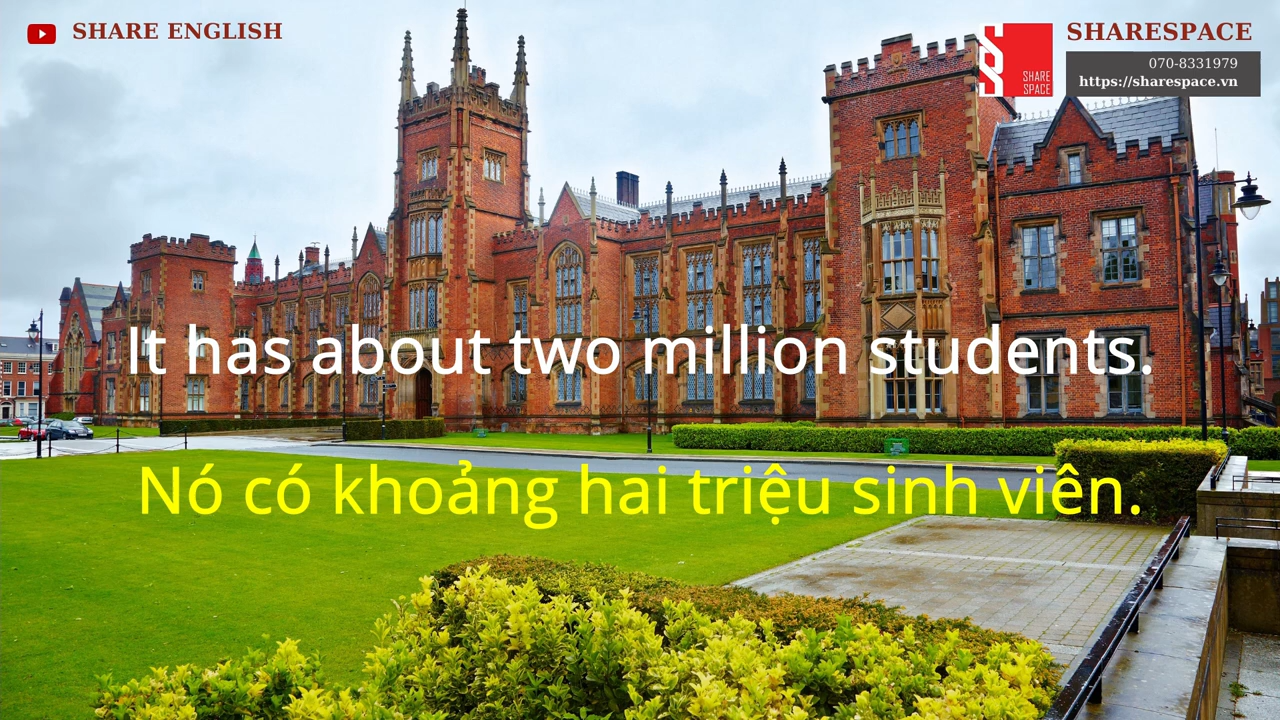 SHARE ENGLISH
SHARESPACE
070-8331979
https://sharespace.vn
SHARE
SPACE
It has about two million students.
Nó có khoảng hai triệu sinh viên.